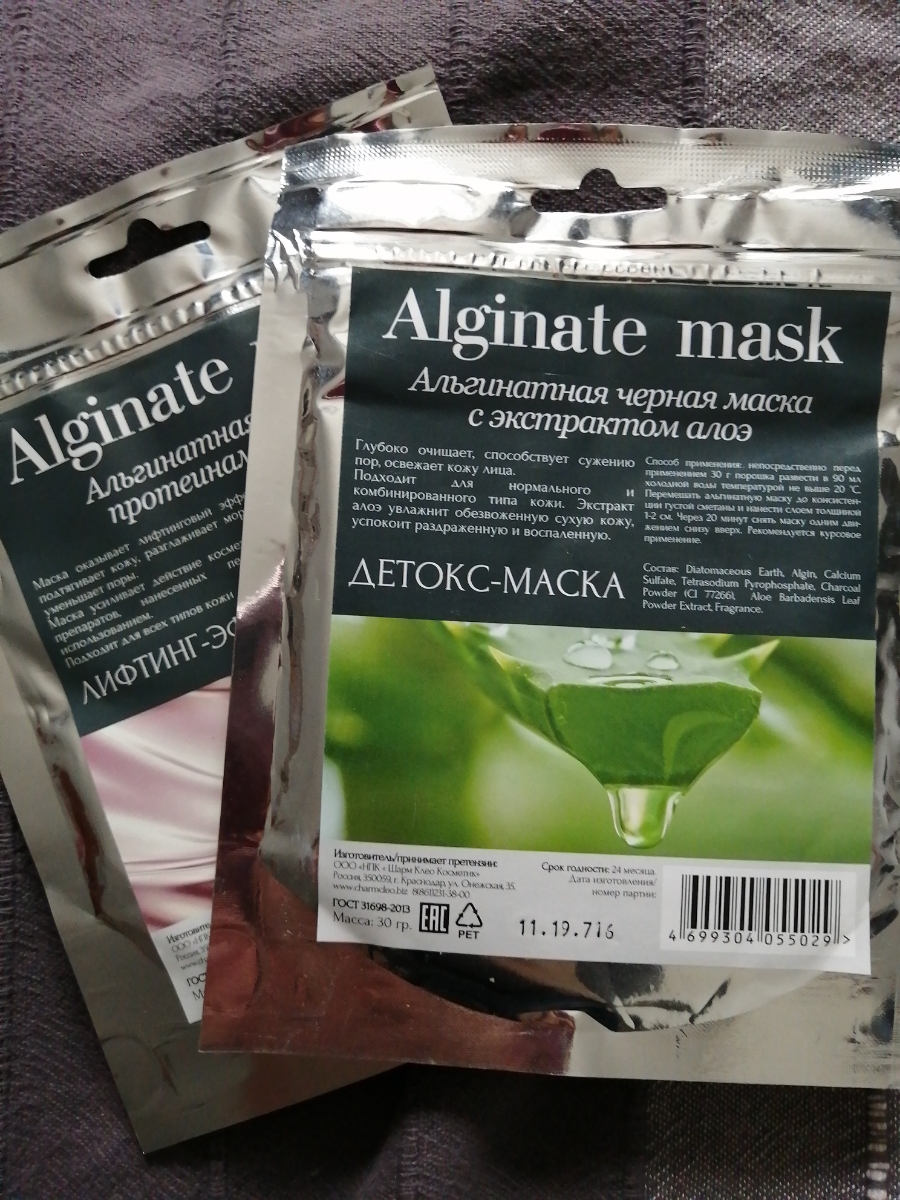 Alginate
Альгинатная
протеинам
Маска оказывает лифтинговый
подтягивает кожу, разглаживает
уменьшает поры.
Маска усиливает действие
препаратов, нанесенных
использованием.
Подходит для всех типов кожи
ЛИФТИНГ-ЭФ
Alginate mask
Альгинатная черная маска
с экстрактом алоэ
Глубоко очищает, способствует сужению
пор, освежает кожу лица.
Подходит для нормального и
комбинированного типа кожи. Экстракт
алоэ увлажнит обезвоженную сухую кожу,
успокоит раздраженную и воспаленную.
ДЕТОКС-МАСКА
Способ применения: непосредственно перед
применением 30 г порошка развести в 90 мл
холодной воды температурой не выше 20 °С.
Перемешать альгинатную маску до консистен-
ции густой сметаны и нанести слоем толщиной
1-2 см. Через 20 минут снять маску одним дви-
жением снизу вверх. Рекомендуется курсовое
применение.
Состав: Diatomaceous Earth, Algin, Calcium
Sulfate, Tetrasodium Pyrophosphate, Charcoal
Powder (CI 77266), Aloe Barbadensis Leaf
Powder Extract, Fragrance.
Изготовитель/принимает претензии:
ООО «НПК « Шарм Клео Косметик»
Россия, 350059, г. Краснодар, ул. Онежская, 35,
www.charmcleo.biz 8(861)231-38-00
ГОСТ 31698-2013
Масса: 30 гр.
EAC
PET
Срок годности: 24 месяца.
Дата изготовления/
номер партии:
11.19.716
4 699304 055029 >